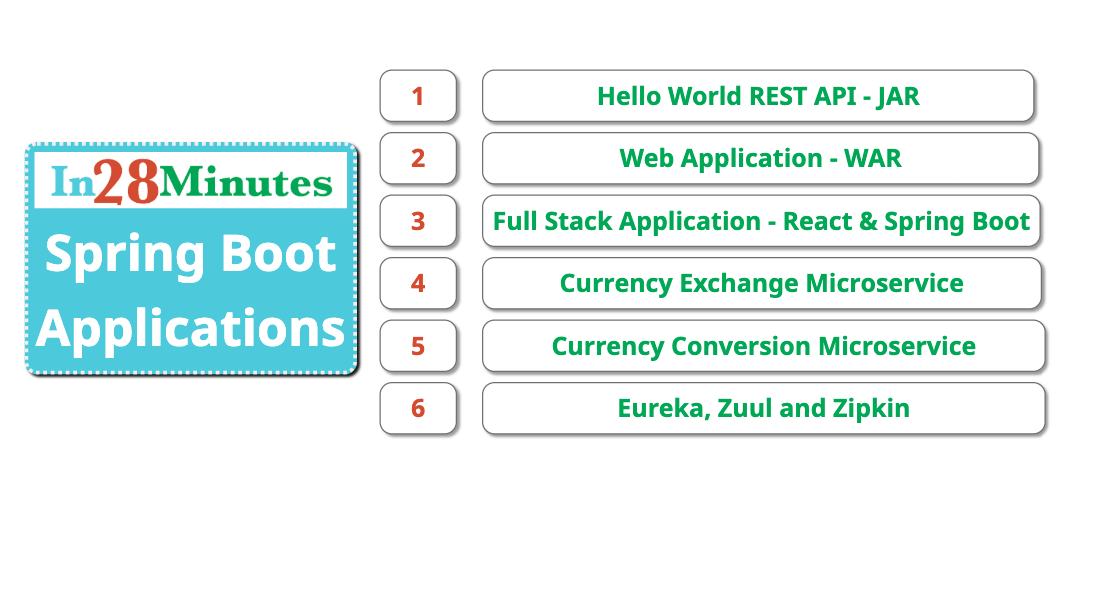 In28Minutes
Spring Boot
Applications
1 Hello World REST API - JAR
2 Web Application - WAR
3 Full Stack Application - React & Spring Boot
4 Currency Exchange Microservice
5 Currency Conversion Microservice
6 Eureka, Zuul and Zipkin